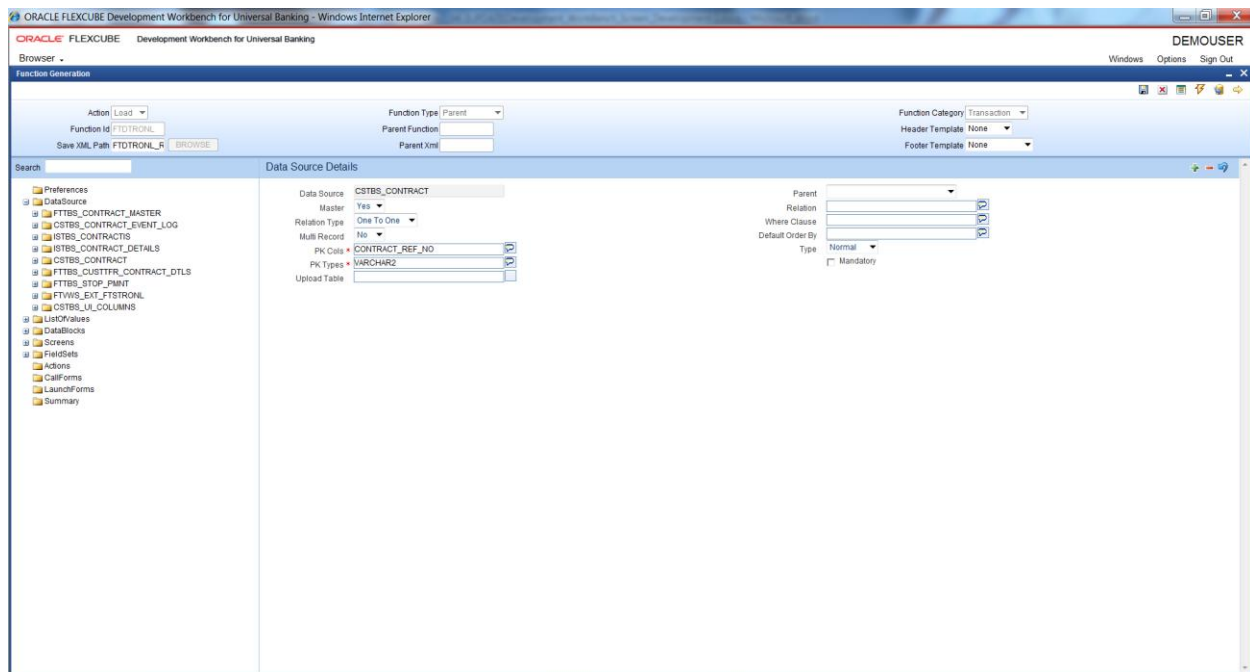 ORACLE FLEXCUBE Development Workbench for Universal Banking - Windows Internet Explorer
ORACLE FLEXCUBE Development Workbench for Universal Banking
DEMOUSER
Browser
Windows Options Sign Out
Function Generation
Action Load
Function Type Parent
Function Category Transaction
Function Id FTDTRONL
Parent Function
Header Template None
Save XML Path FTDTRONL_R BROWSE
Parent Xml
Footer Template None
Search
Data Source Details
Preferences
DataSource
FTTBS_CONTRACT_MASTER
CSTBS_CONTRACT_EVENT_LOG
ISTBS_CONTRACTIS
ISTBS_CONTRACT_DETAILS
CSTBS_CONTRACT
FTTBS_CUSTTFR_CONTRACT_DTLS
FTTBS_STOP_PMNT
FTVWS_EXT_FTSTRONL
CSTBS_UI_COLUMNS
ListOfValues
DataBlocks
Screens
FieldSets
Actions
CallForms
LaunchForms
Summary
Data Source CSTBS_CONTRACT
Master Yes
Relation Type One To One
Multi Record No
PK Cols * CONTRACT_REF_NO
PK Types * VARCHAR2
Upload Table
Parent
Relation
Where Clause
Default Order By
Type Normal
Mandatory